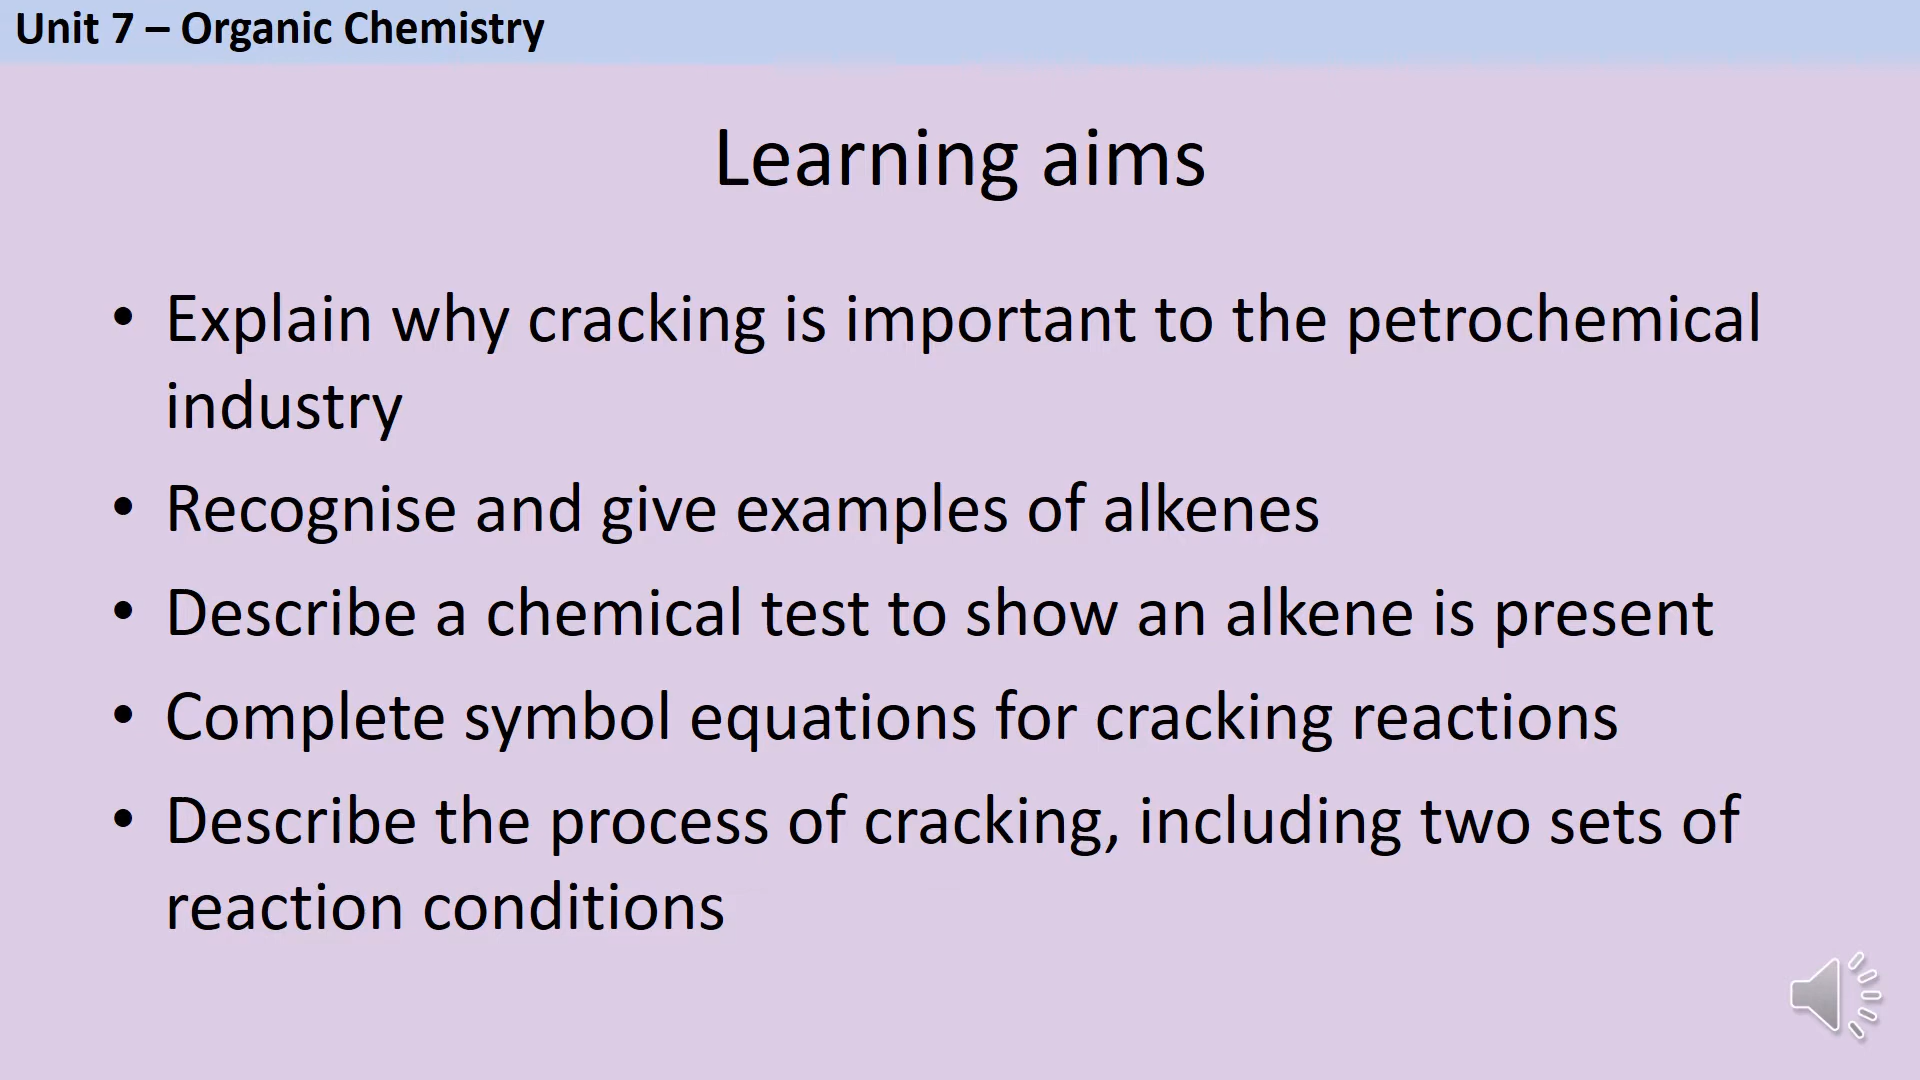 Unit 7 – Organic Chemistry
Learning aims
• Explain why cracking is important to the petrochemical
industry
• Recognise and give examples of alkenes
• Describe a chemical test to show an alkene is present
• Complete symbol equations for cracking reactions
• Describe the process of cracking, including two sets of
reaction conditions